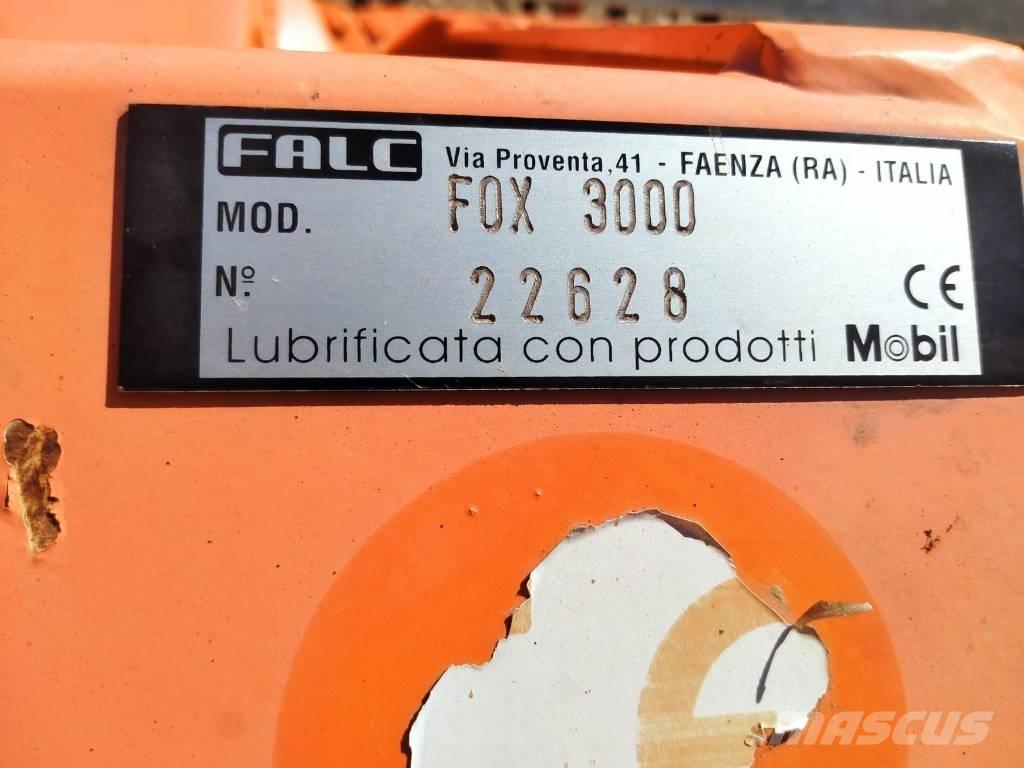 FALC Via Proventa,41 - FAENZA (RA) - ITALIA
MOD. FOX 3000
Nº. 22628 CE
Lubrificata con prodotti Mobil
MASCUS